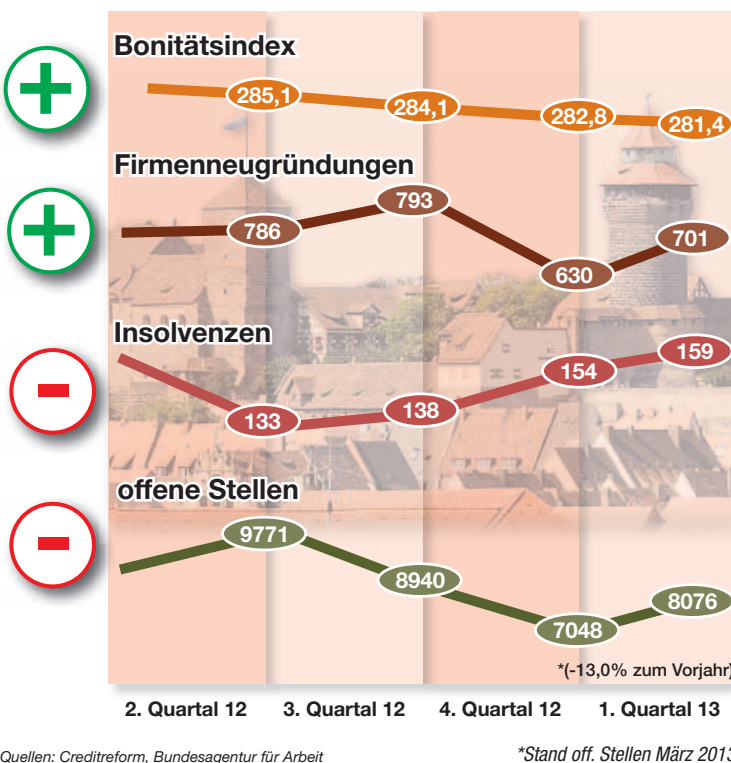 Bonitätsindex
285,1 284,1 282,8 281,4
Firmenneugründungen
786 793 630 701
Insolvenzen
133 138 154 159
offene Stellen
9771 8940 7048 8076
*(-13,0% zum Vorjahr)
2. Quartal 12 3. Quartal 12 4. Quartal 12 1. Quartal 13
Quellen: Creditreform, Bundesagentur für Arbeit
*Stand off. Stellen März 2013